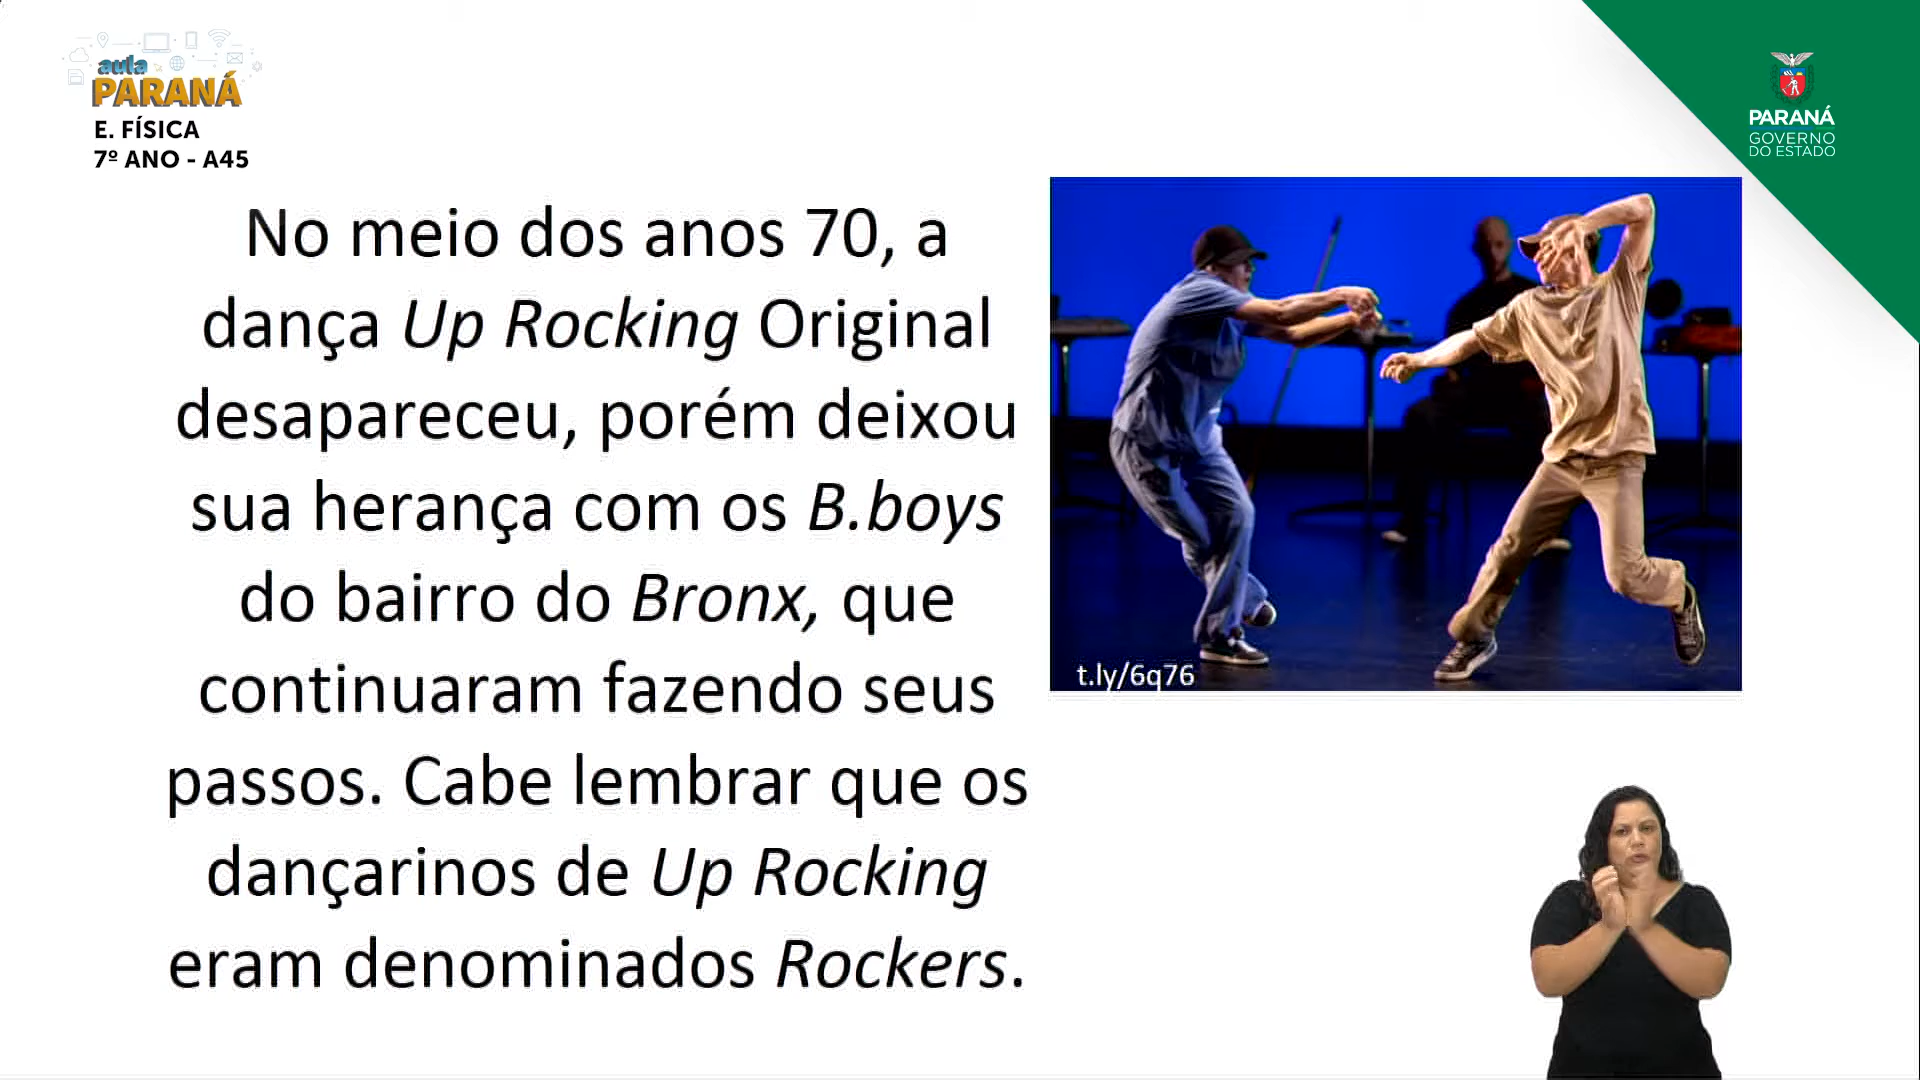 aula
PARANÁ
E. FÍSICA
7º ANO - A45
PARANÁ
GOVERNO
DO ESTADO
No meio dos anos 70, a
dança Up Rocking Original
desapareceu, porém deixou
sua herança com os B.boys
do bairro do Bronx, que
continuaram fazendo seus
passos. Cabe lembrar que os
dançarinos de Up Rocking
eram denominados Rockers.
t.ly/6q76